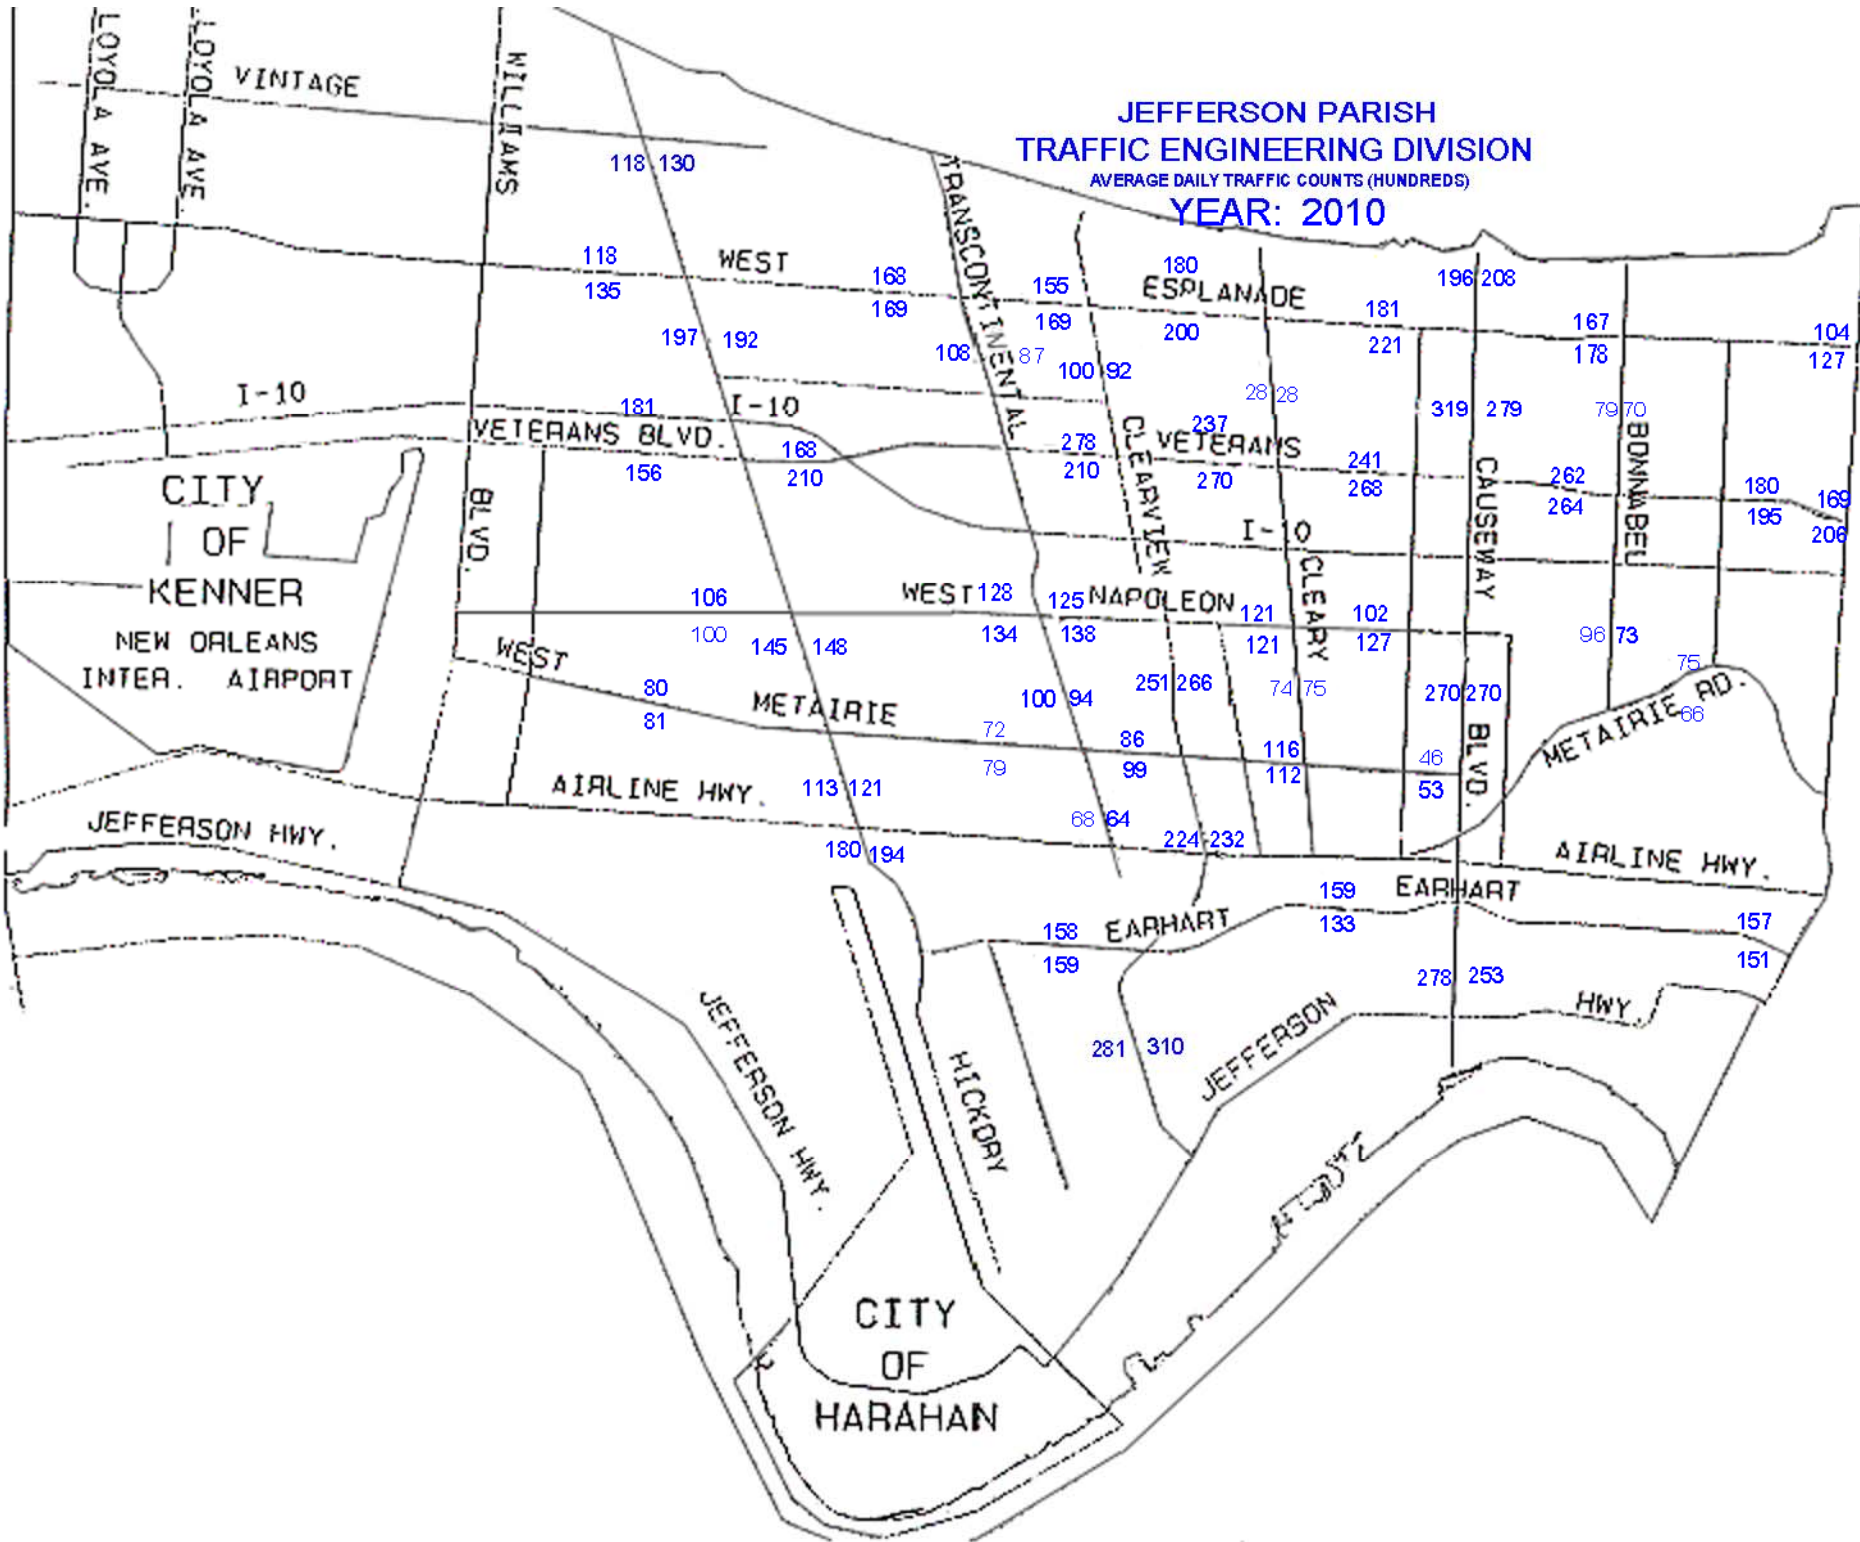 JEFFERSON PARISH
TRAFFIC ENGINEERING DIVISION
AVERAGE DAILY TRAFFIC COUNTS (HUNDREDS)
YEAR: 2010
LOYOLA AVE.
LOYOLA AVE.
VINTAGE
WILLIAMS
118 130
TRANSCONTINENTAL
118
135
WEST
168
169
155
169
180
ESPLANADE
200
181
221
196 208
167
178
104
127
197 192
108 87
100 92
28 28
319 279
79 70
I-10
181
I-10
VETERANS BLVD.
156
168
210
278
210
CLEARVIEW
237
VETERANS
270
241
268
CAUSEWAY
262
264
BONNABEL
180
195
169
206
CITY
OF
KENNER
NEW ORLEANS
INTER. AIRPORT
BLVD.
I-10
CLEARY
106
100
WEST
128
134
125
138
NAPOLEON
121
121
102
127
145 148
96 73
WEST
80
81
METAIRIE
100 94
251 266
74 75
270 270
75
METAIRIE RD.
66
72
79
86
99
116
112
46
53
BLVD.
AIRLINE HWY.
113 121
68 64
224 232
JEFFERSON HWY.
180 194
AIRLINE HWY.
159
EARHART
133
158
EARHART
159
157
151
278 253
JEFFERSON HWY.
281 310
JEFFERSON
HWY.
HICKORY
CITY
OF
HARAHAN